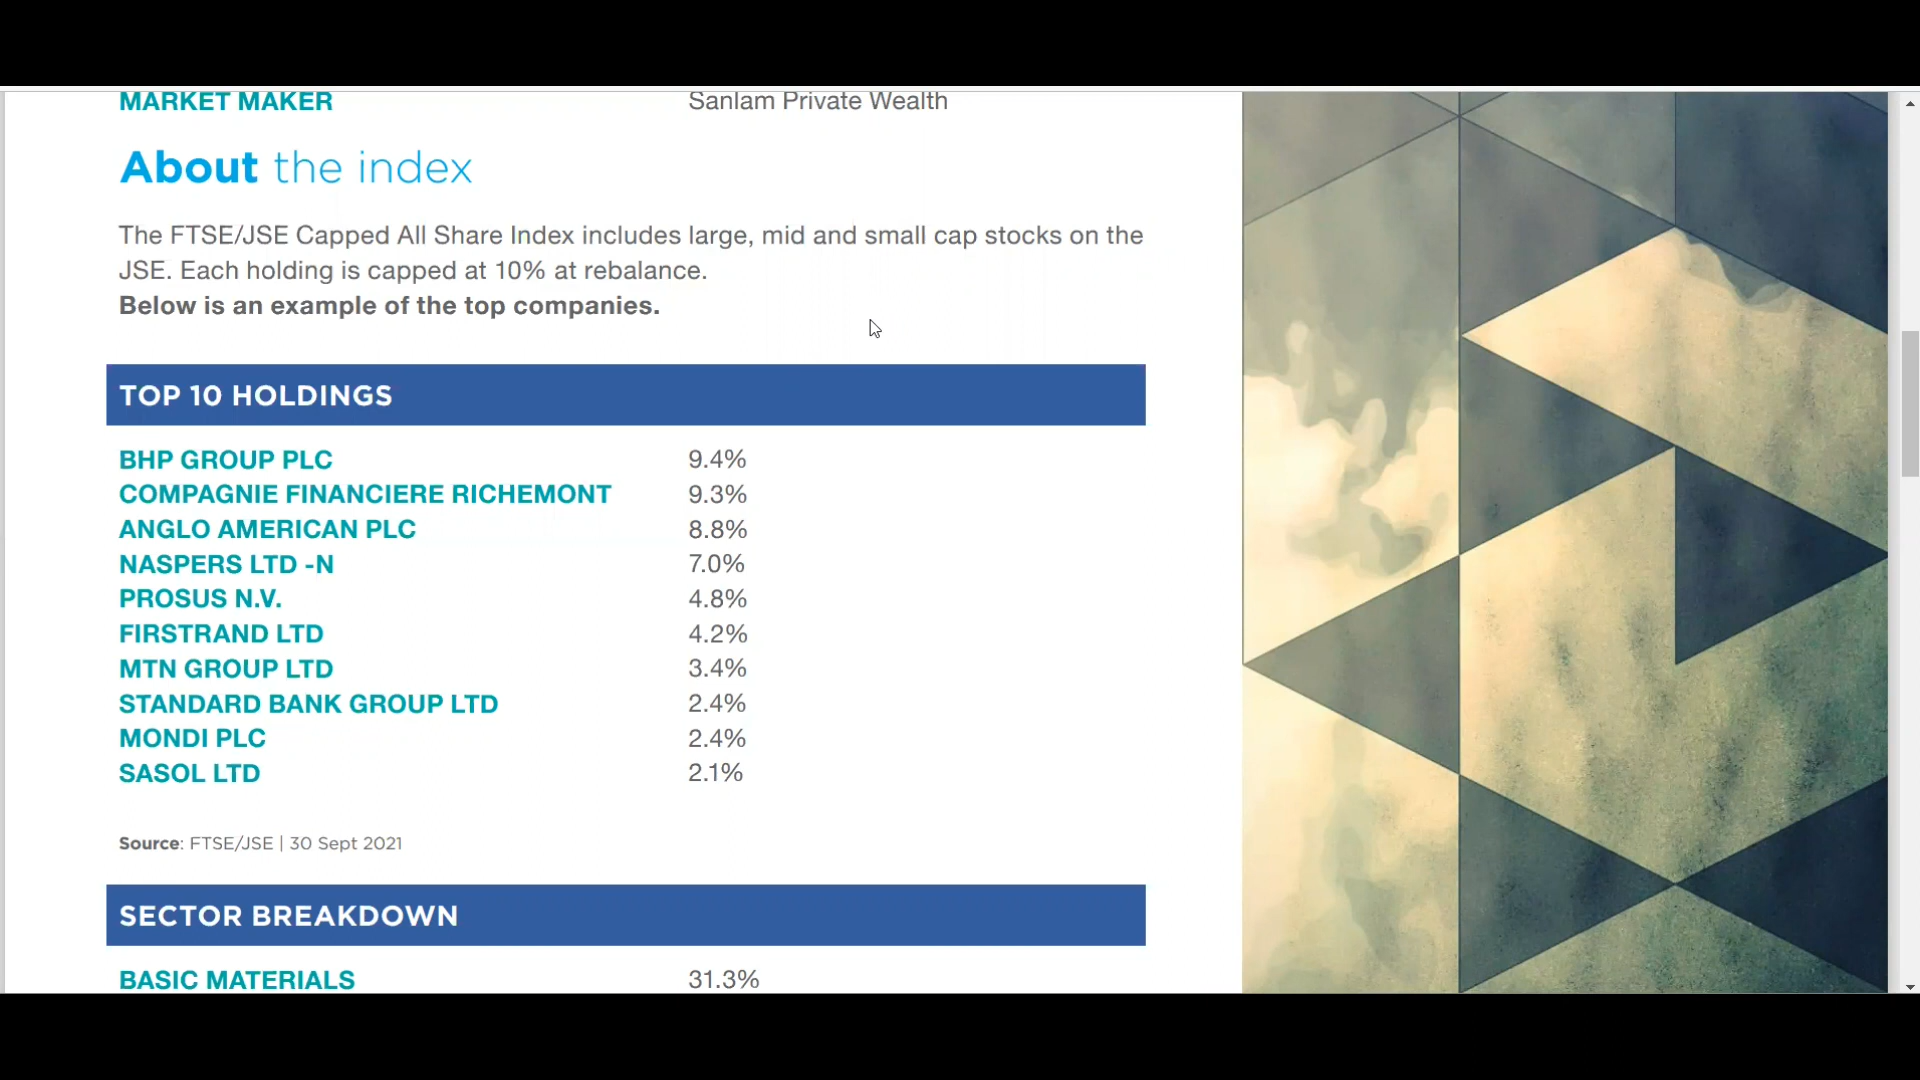 MARKET MAKER Sanlam Private Wealth
About the index
The FTSE/JSE Capped All Share Index includes large, mid and small cap stocks on the
JSE. Each holding is capped at 10% at rebalance.
Below is an example of the top companies.
TOP 10 HOLDINGS
BHP GROUP PLC 9.4%
COMPAGNIE FINANCIERE RICHEMONT 9.3%
ANGLO AMERICAN PLC 8.8%
NASPERS LTD -N 7.0%
PROSUS N.V. 4.8%
FIRSTRAND LTD 4.2%
MTN GROUP LTD 3.4%
STANDARD BANK GROUP LTD 2.4%
MONDI PLC 2.4%
SASOL LTD 2.1%
Source: FTSE/JSE | 30 Sept 2021
SECTOR BREAKDOWN
BASIC MATERIALS 31.3%